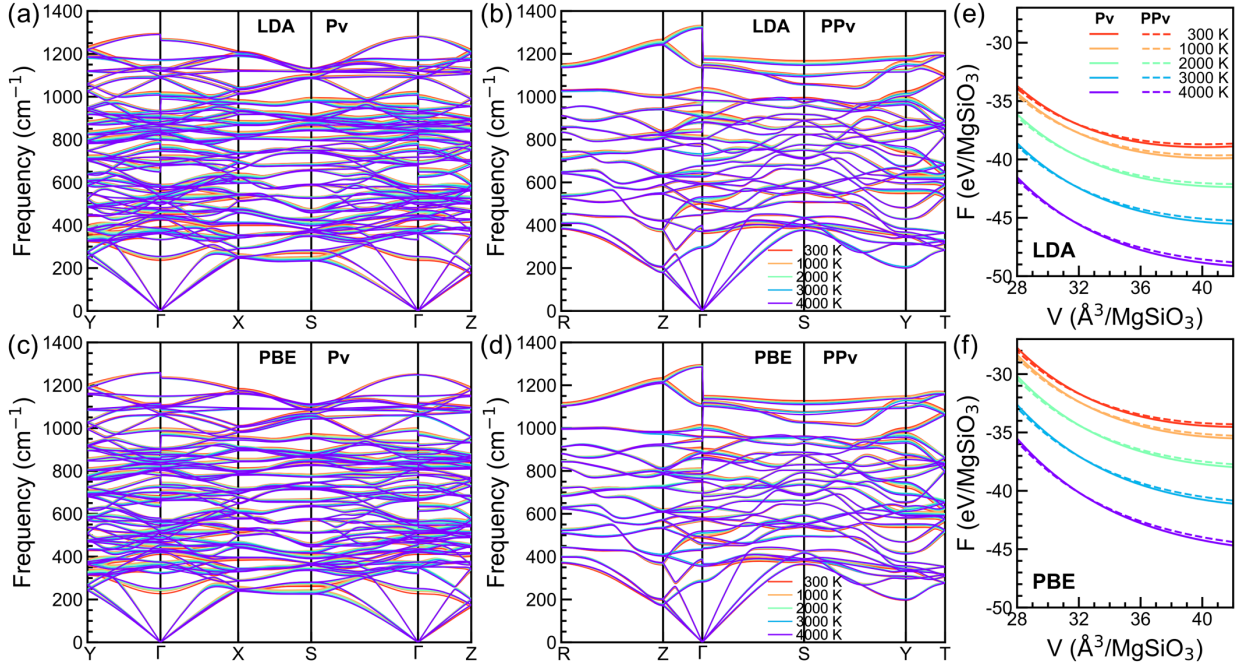 (a)
LDA
Pv
Frequency (cm⁻¹)
1400
1200
1000
800
600
400
200
0
Y
Γ
X
S
Γ
Z
(b)
LDA
PPv
Frequency (cm⁻¹)
1400
1200
1000
800
600
400
200
0
300 K
1000 K
2000 K
3000 K
4000 K
R
Z
Γ
S
Y
T
(e)
Pv
PPv
300 K
1000 K
2000 K
3000 K
4000 K
F (eV/MgSiO₃)
-30
-35
-40
-45
-50
LDA
28
32
36
40
V (Å³/MgSiO₃)
(c)
PBE
Pv
Frequency (cm⁻¹)
1400
1200
1000
800
600
400
200
0
Y
Γ
X
S
Γ
Z
(d)
PBE
PPv
Frequency (cm⁻¹)
1400
1200
1000
800
600
400
200
0
300 K
1000 K
2000 K
3000 K
4000 K
R
Z
Γ
S
Y
T
(f)
F (eV/MgSiO₃)
-30
-35
-40
-45
-50
PBE
28
32
36
40
V (Å³/MgSiO₃)